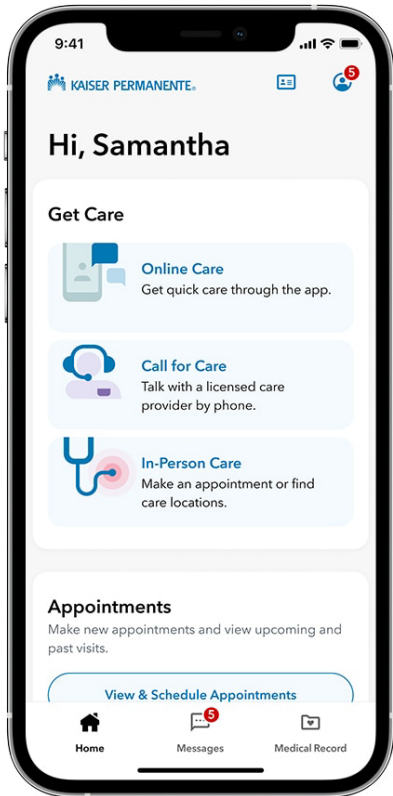 9:41
5
KAISER PERMANENTE®
Hi, Samantha
Get Care
Online Care
Get quick care through the app.
Call for Care
Talk with a licensed care
provider by phone.
In-Person Care
Make an appointment or find
care locations.
Appointments
Make new appointments and view upcoming and
past visits.
View & Schedule Appointments
5
Home
Messages
Medical Record